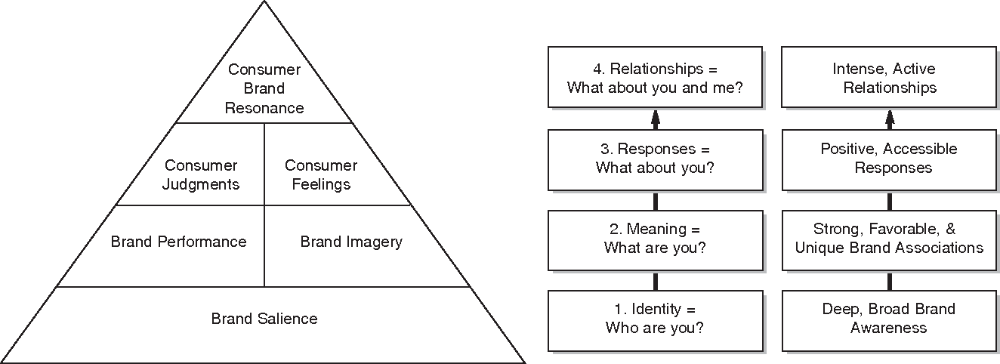 Consumer
Brand
Resonance
Consumer
Judgments
Consumer
Feelings
Brand Performance
Brand Imagery
Brand Salience
4. Relationships =
What about you and me?
3. Responses =
What about you?
2. Meaning =
What are you?
1. Identity =
Who are you?
Intense, Active
Relationships
Positive, Accessible
Responses
Strong, Favorable, &
Unique Brand Associations
Deep, Broad Brand
Awareness